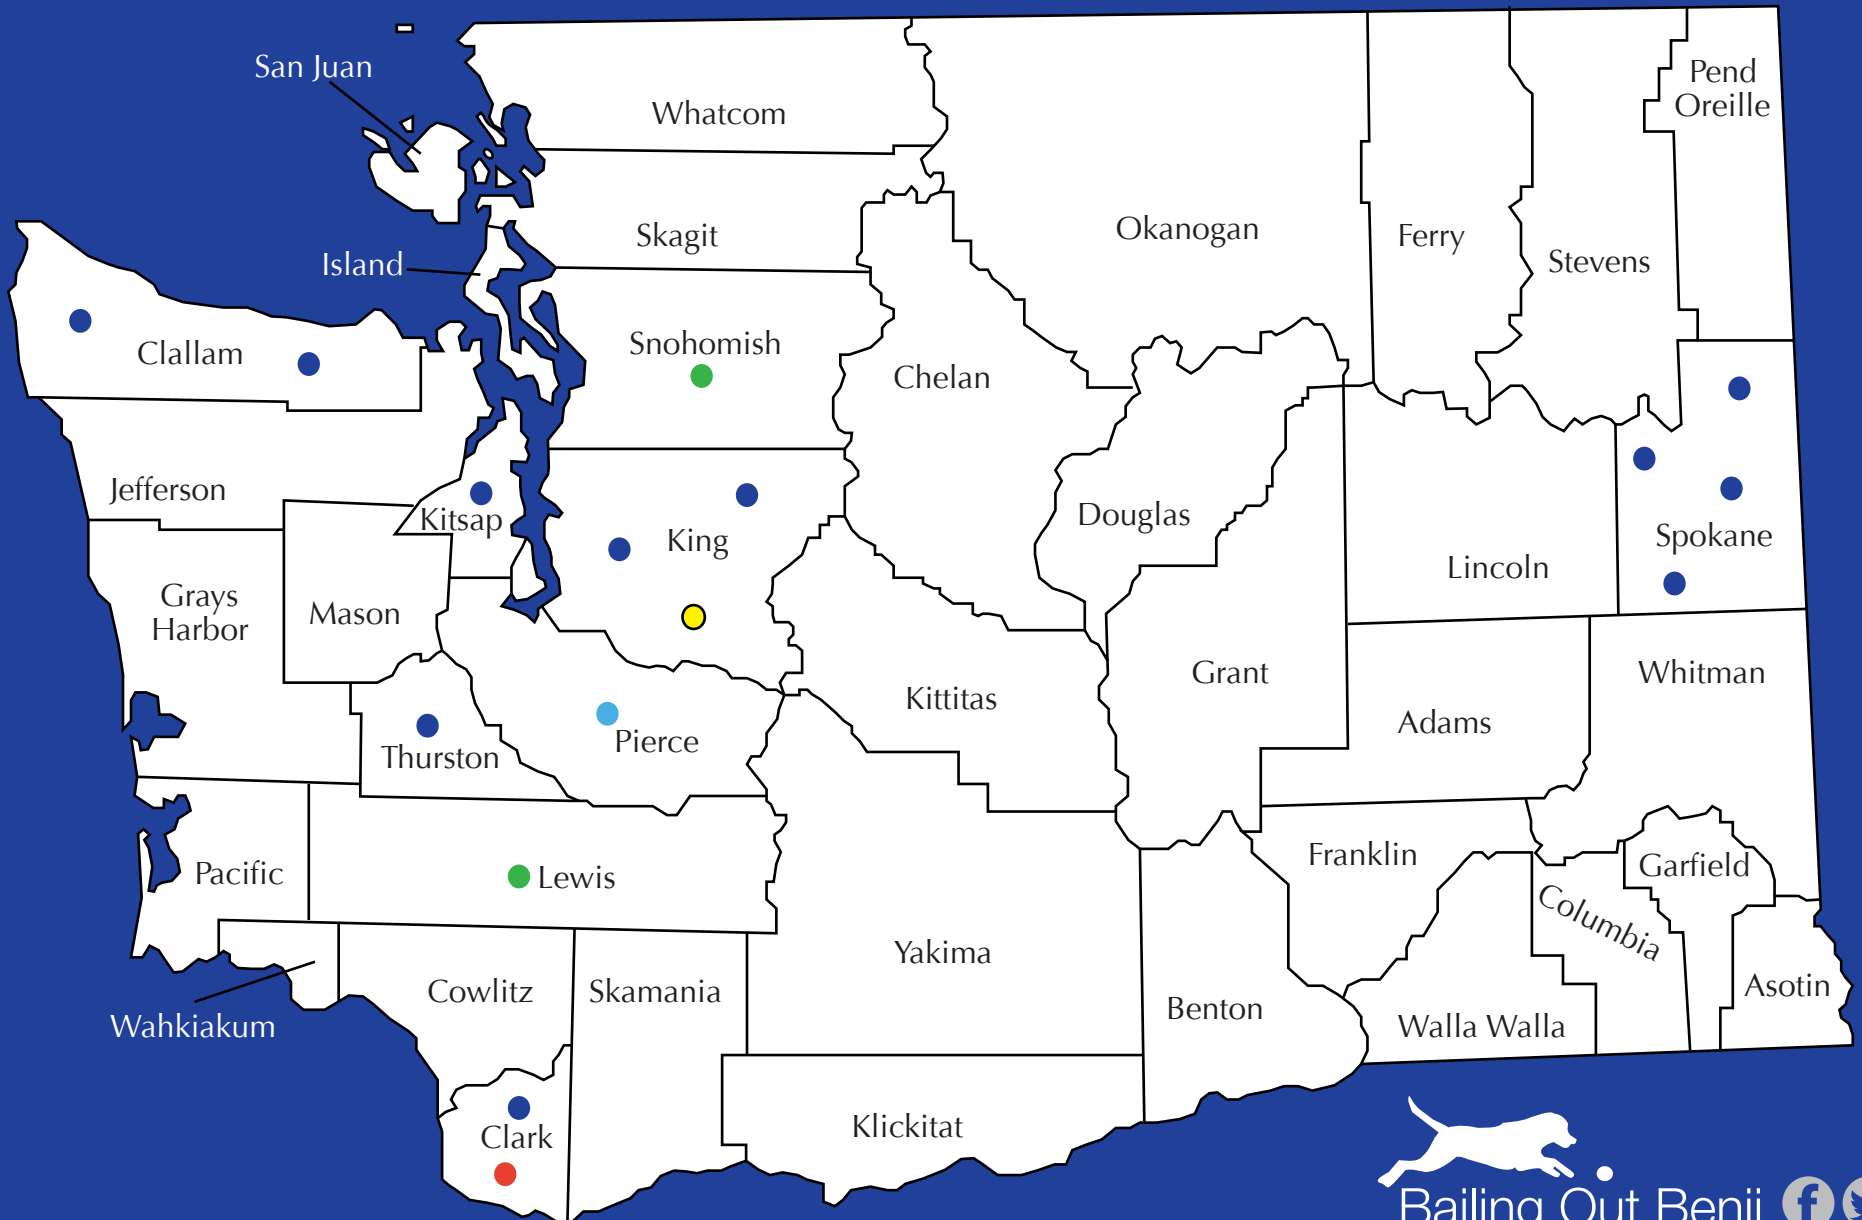 San Juan
Whatcom
Pend
Oreille
Skagit
Okanogan
Ferry
Stevens
Island
Snohomish
Clallam
Chelan
Jefferson
Kitsap
King
Douglas
Spokane
Lincoln
Grays
Harbor
Mason
Grant
Whitman
Kittitas
Adams
Pierce
Thurston
Pacific
Lewis
Franklin
Garfield
Columbia
Yakima
Cowlitz
Skamania
Asotin
Benton
Walla Walla
Wahkiakum
Klickitat
Clark
Bailing Out Benji